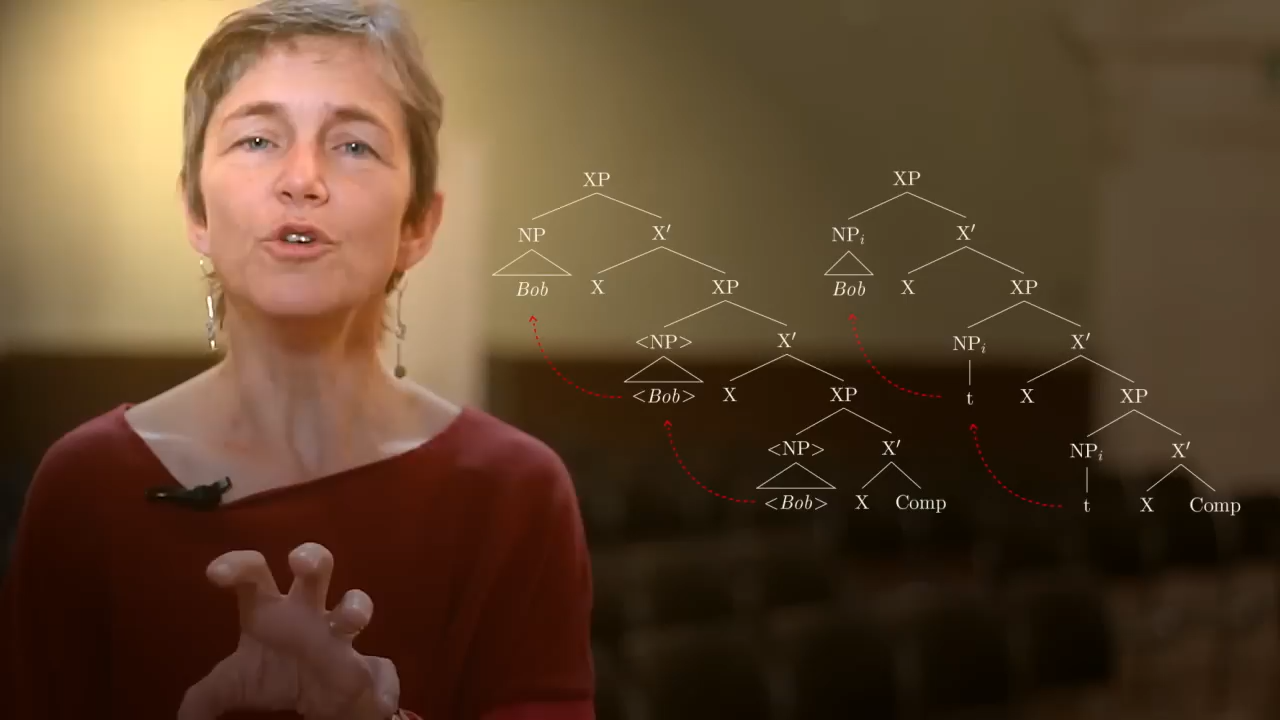 XP XP
NP X′ NPᵢ X′
Bob X XP Bob X XP
<NP> X′ NPᵢ X′
<Bob> X XP t X XP
<NP> X′ NPᵢ X′
<Bob> X Comp t X Comp